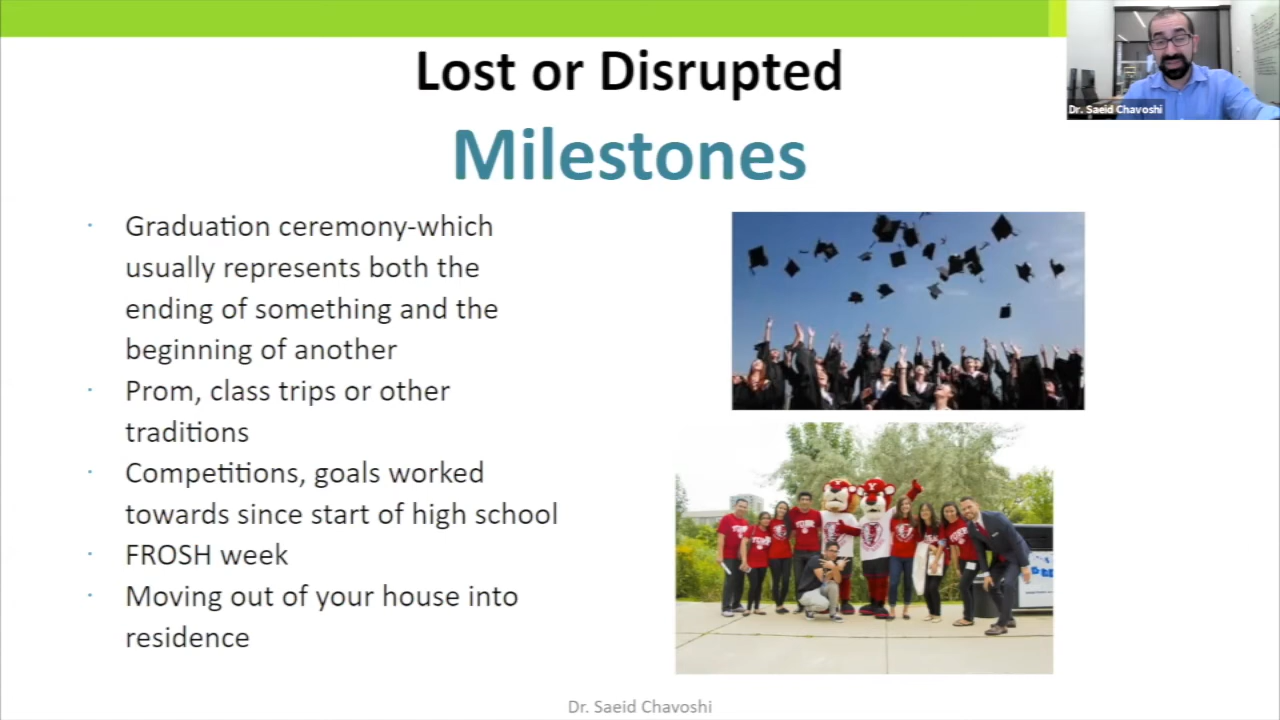 Lost or Disrupted
Milestones
Dr. Saeid Chavoshi
· Graduation ceremony-which
usually represents both the
ending of something and the
beginning of another
· Prom, class trips or other
traditions
· Competitions, goals worked
towards since start of high school
· FROSH week
· Moving out of your house into
residence
Dr. Saeid Chavoshi